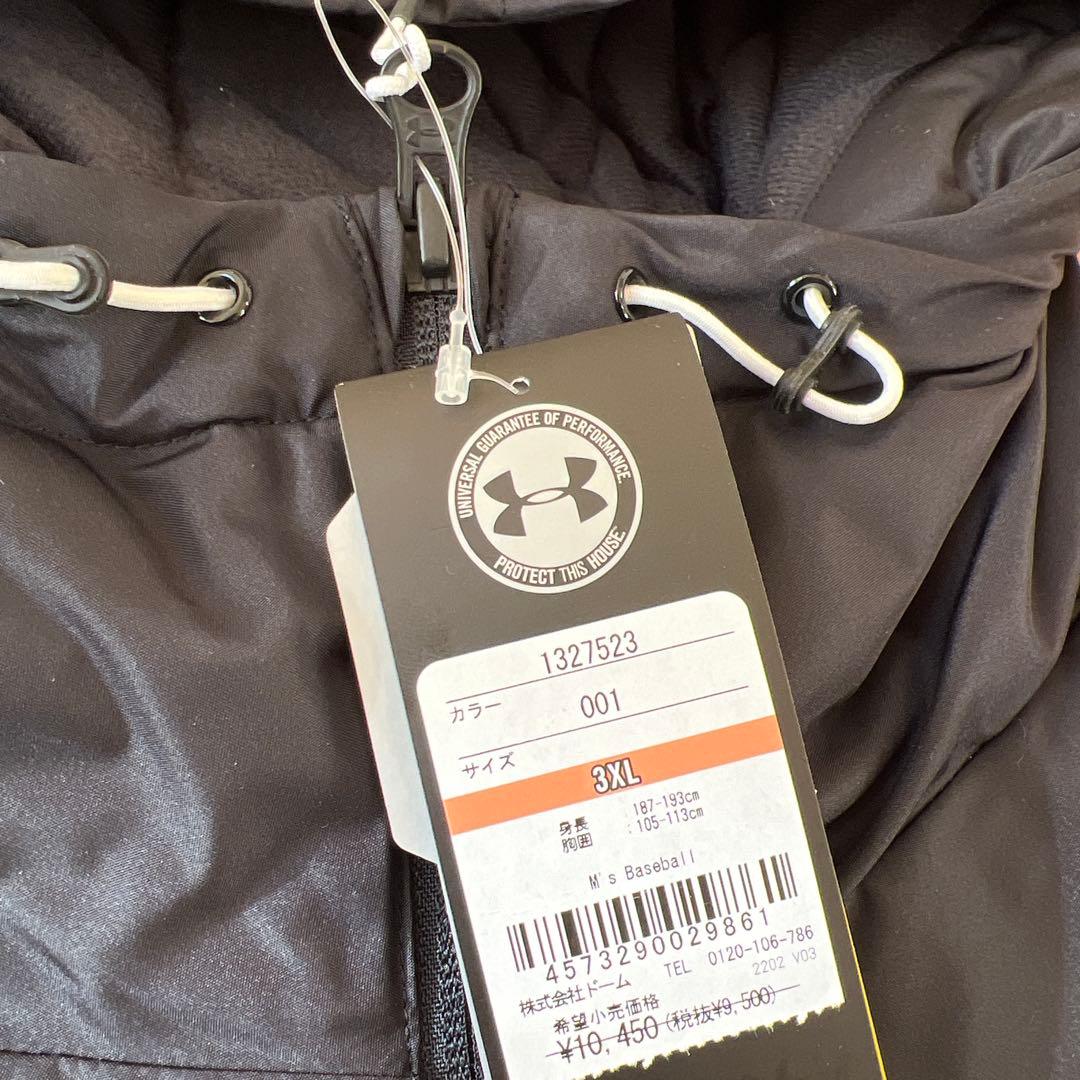 UNIVERSAL GUARANTEE OF PERFORMANCE.
PROTECT THIS HOUSE.
1327523
カラー 001
サイズ
3XL
身長 : 187-193cm
胸囲 : 105-113cm
M's Baseball
4573290029861
株式会社ドーム TEL 0120-106-786
2202 V03
希望小売価格
¥10,450 (税抜¥9,500)